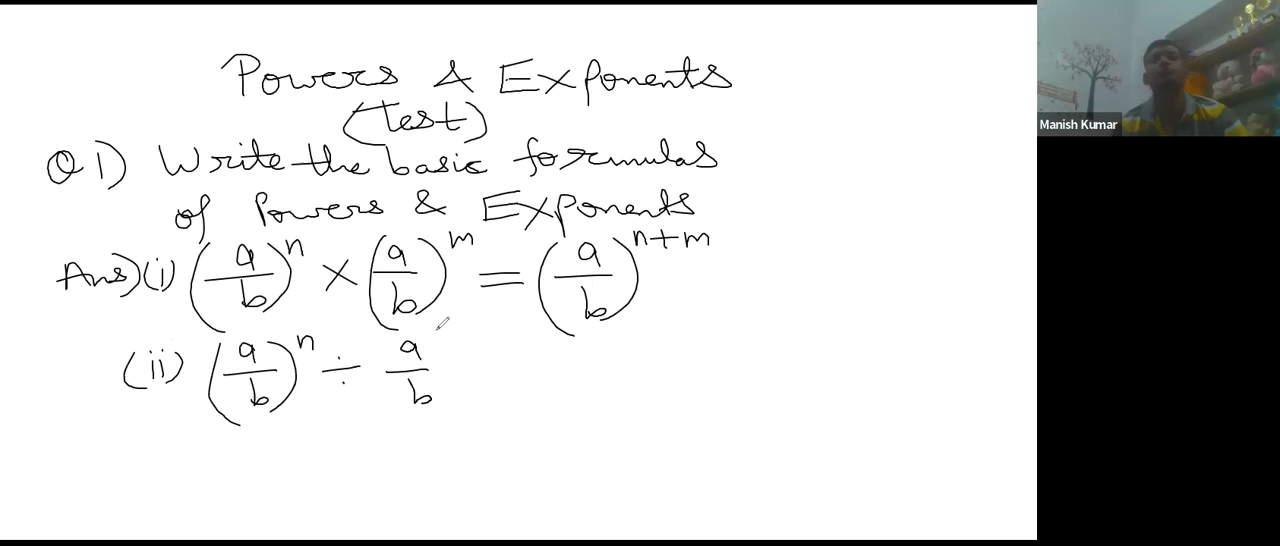 Powers & Exponents
(Test)
Q1) Write the basic formulas
of Powers & Exponents
Ans)(i) (a/b)^n × (a/b)^m = (a/b)^n+m
(ii) (a/b)^n ÷ a/b
Manish Kumar